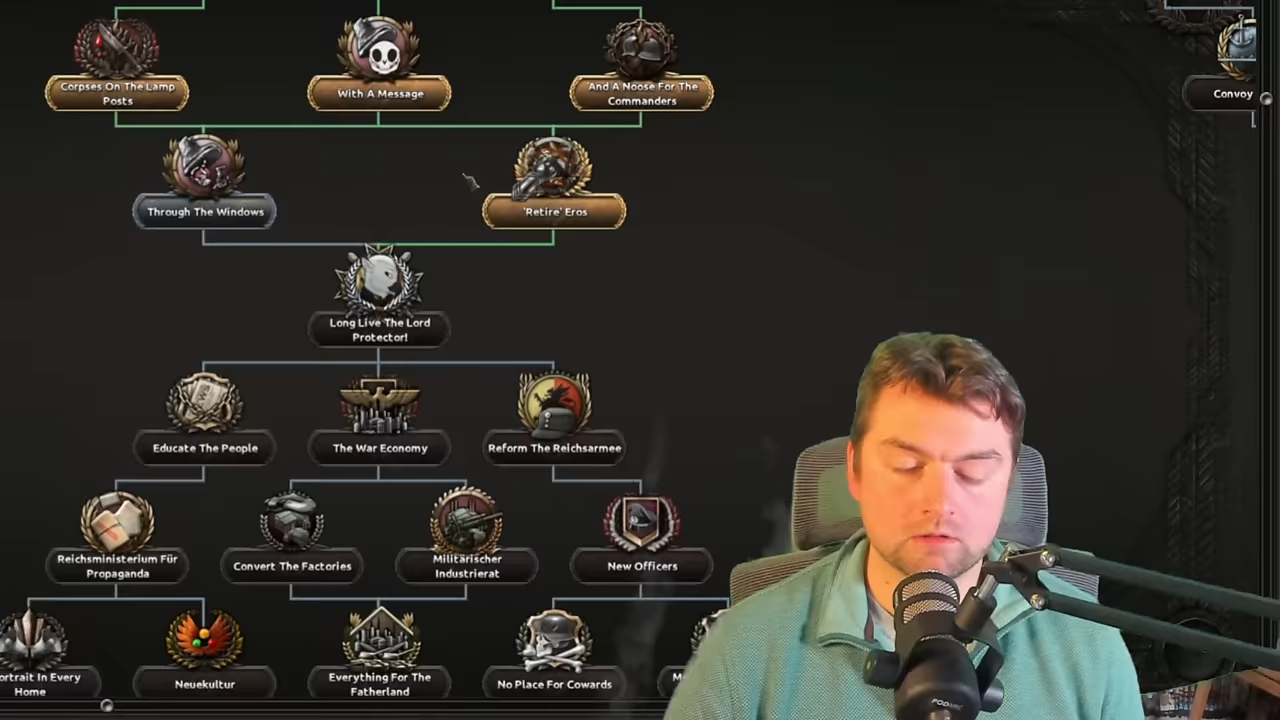 Corpses On The Lamp
Posts
With A Message
And A Noose For The
Commanders
Convoy
Through The Windows
'Retire' Eros
Long Live The Lord
Protector!
Educate The People
The War Economy
Reform The Reichsarmee
Reichsministerium Für
Propaganda
Convert The Factories
Militärischer
Industrierat
New Officers
In Every
Home
Neuekultur
Everything For The
Fatherland
No Place For Cowards